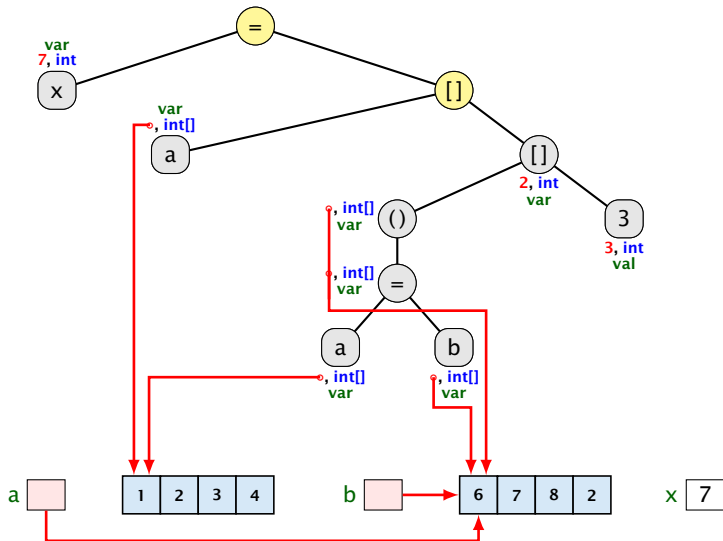 =
var
7, int
x
[]
var
, int[]
a
[]
2, int
var
, int[]
var
()
3
3, int
val
, int[]
var
=
a
b
, int[]
var
, int[]
var
a
1 2 3 4
b
6 7 8 2
x 7